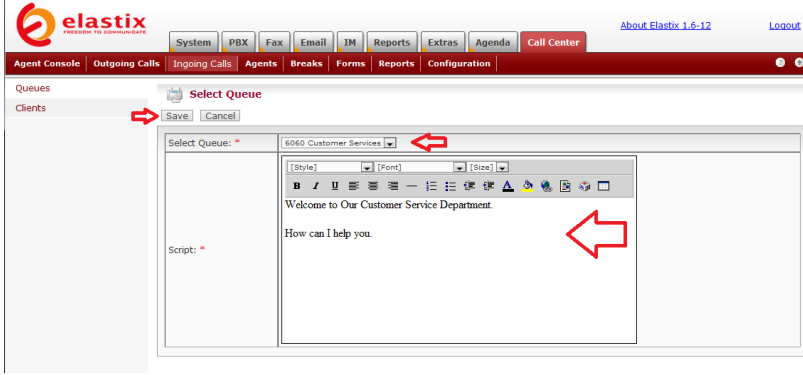 elastix
FREEDOM TO COMMUNICATE
About Elastix 1.6-12 Logout
System PBX Fax Email IM Reports Extras Agenda Call Center
Agent Console Outgoing Calls Ingoing Calls Agents Breaks Forms Reports Configuration
Queues
Clients
Select Queue
Save Cancel
Select Queue: * 6060 Customer Services
[Style] [Font] [Size]
B I U
Welcome to Our Customer Service Department.
How can I help you.
Script: *